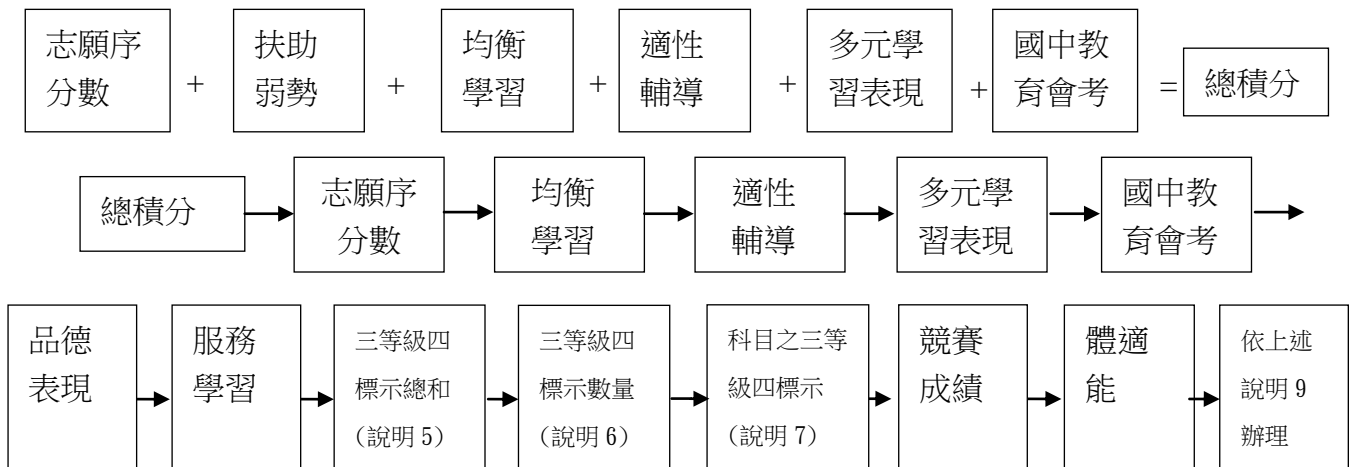 志願序
分數
+
扶助
弱勢
+
均衡
學習
+
適性
輔導
+
多元學
習表現
+
國中教
育會考
=
總積分
總積分
志願序
分數
均衡
學習
適性
輔導
多元學
習表現
國中教
育會考
品德
表現
服務
學習
三等級四
標示總和
（說明 5）
三等級四
標示數量
（說明 6）
科目之三等
級四標示
（說明 7）
競賽
成績
體適
能
依上述
說明 9
辦理